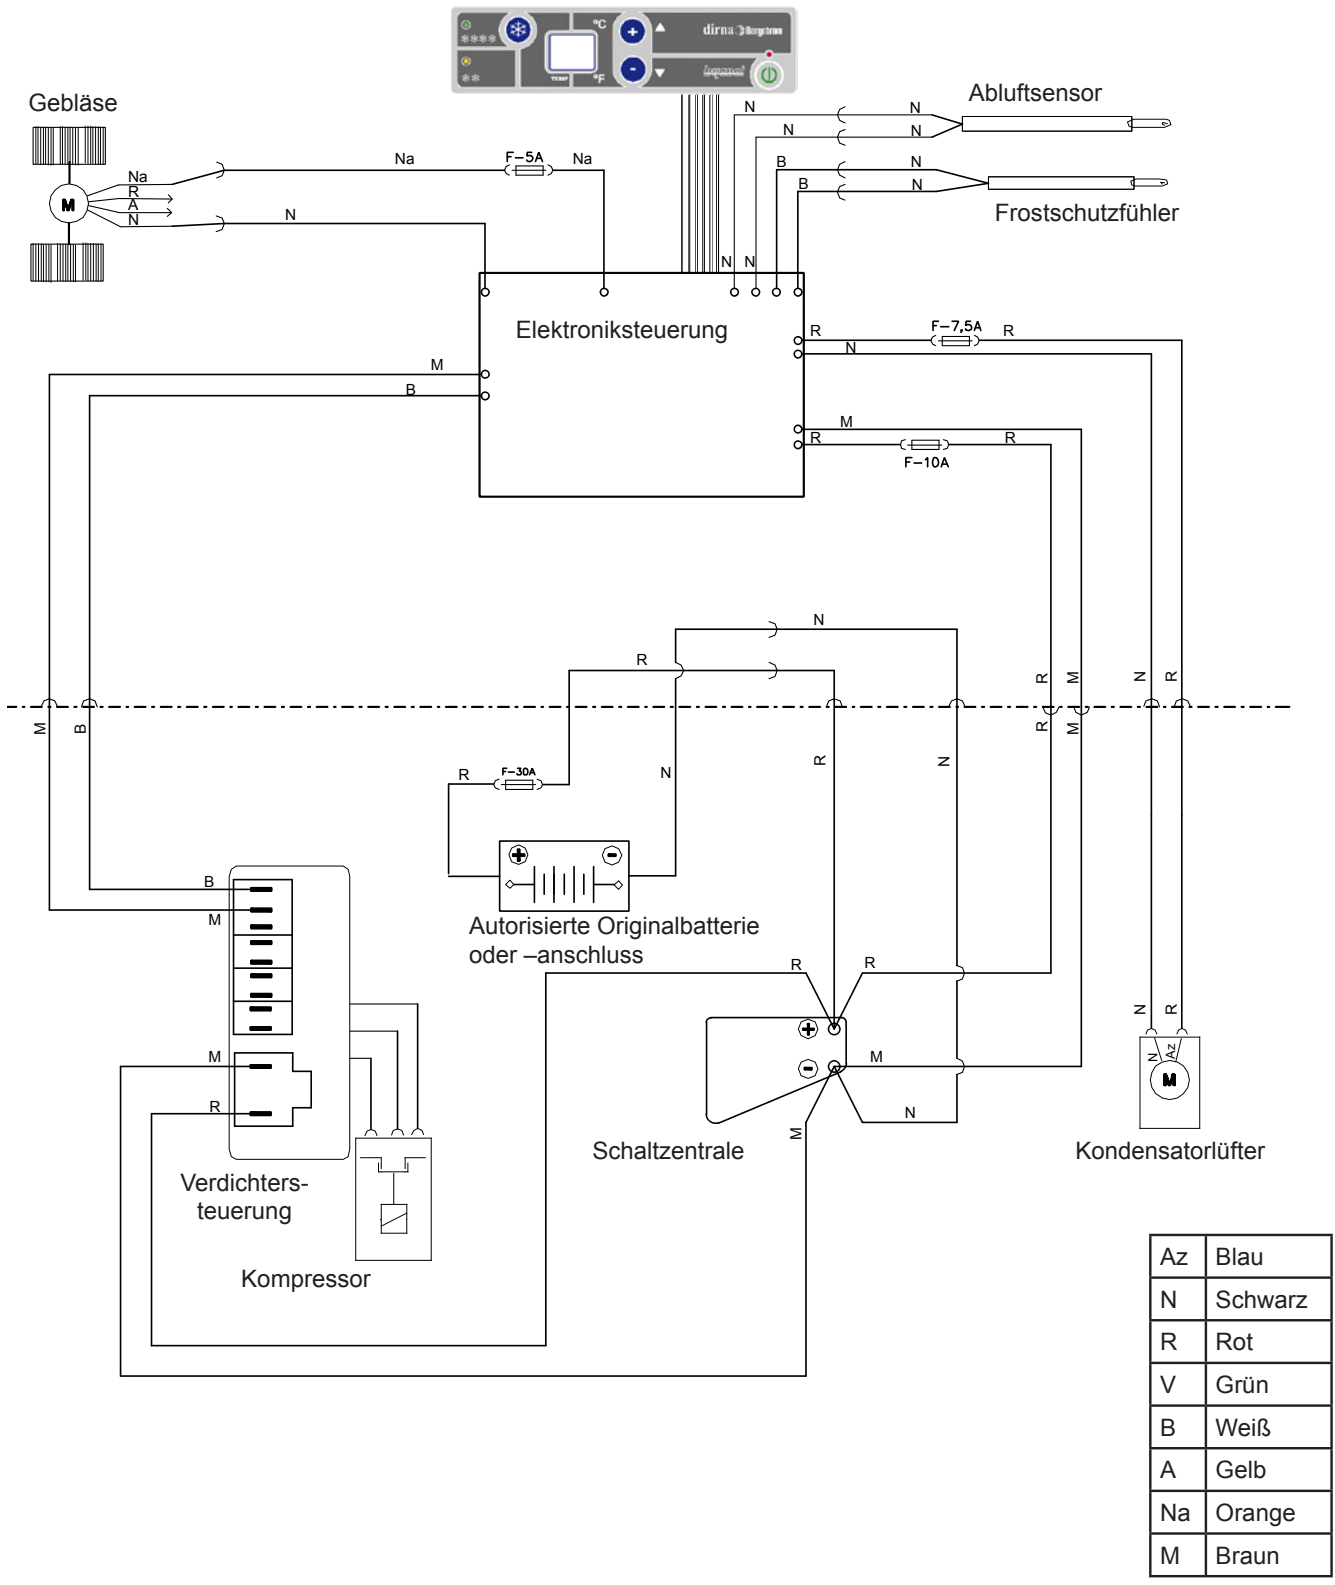 °C
dirna Bergstrom
TEMP
°F
Gebläse
Abluftsensor
N
N
N
N
Na
F-5A
Na
B
N
Na
R
A
N
B
N
M
N
Frostschutzfühler
N N
Elektroniksteuerung
R
F-7,5A
R
N
M
B
M
R
F-10A
R
N
R
R
M
N
R
M
B
R
M
R
F-30A
N
R
N
+
-
B
M
Autorisierte Originalbatterie
oder –anschluss
R
R
N
R
+
M
-
M
N
Az
M
R
N
M
Schaltzentrale
Kondensatorlüfter
Verdichters-
teuerung
Kompressor
Az Blau
N Schwarz
R Rot
V Grün
B Weiß
A Gelb
Na Orange
M Braun